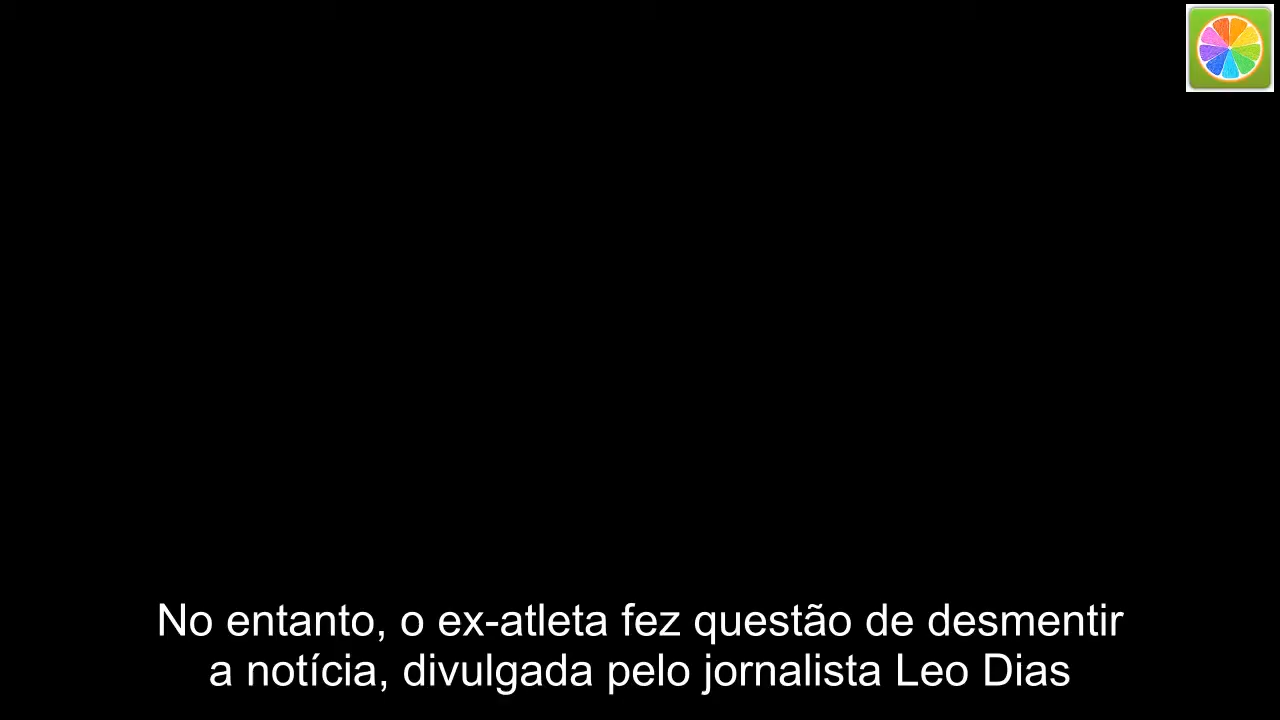 No entanto, o ex-atleta fez questão de desmentir
a notícia, divulgada pelo jornalista Leo Dias